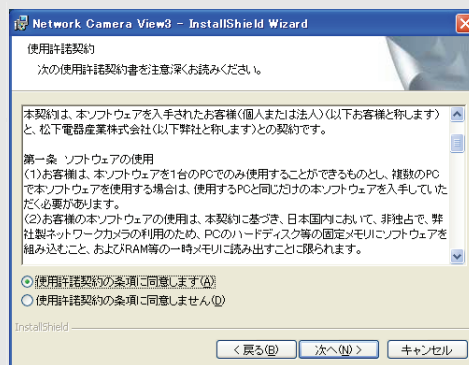 Network Camera View3 - InstallShield Wizard
使用許諾契約
次の使用許諾契約書を注意深くお読みください。
本契約は、本ソフトウェアを入手されたお客様(個人または法人)(以下お客様と称します)
と、松下電器産業株式会社(以下弊社と称します)との契約です。
第一条 ソフトウェアの使用
(1)お客様は、本ソフトウェアを1台のPCでのみ使用することができるものとし、複数のPC
で本ソフトウェアを使用する場合は、使用するPCと同じだけの本ソフトウェアを入手していた
だく必要があります。
(2)お客様の本ソフトウェアの使用は、本契約に基づき、日本国内において、非独占で、弊
社製ネットワークカメラの利用のため、PCのハードディスク等の固定メモリにソフトウェアを
組み込むこと、およびRAM等の一時メモリに読み出すことに限られます。
使用許諾契約の条項に同意します(A)
使用許諾契約の条項に同意しません(D)
InstallShield
< 戻る(B)
次へ(N) >
キャンセル